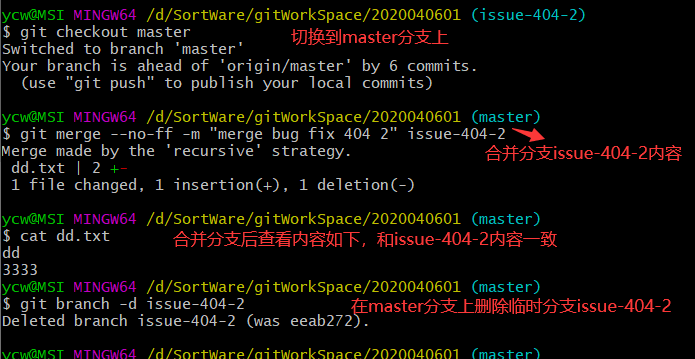 ycw@MSI MINGW64 /d/SortWare/gitWorkSpace/2020040601 (issue-404-2)
$ git checkout master 切换到master分支上
Switched to branch 'master'
Your branch is ahead of 'origin/master' by 6 commits.
(use "git push" to publish your local commits)
ycw@MSI MINGW64 /d/SortWare/gitWorkSpace/2020040601 (master)
$ git merge --no-ff -m "merge bug fix 404 2" issue-404-2
Merge made by the 'recursive' strategy. 合并分支issue-404-2内容
dd.txt | 2 +-
1 file changed, 1 insertion(+), 1 deletion(-)
ycw@MSI MINGW64 /d/SortWare/gitWorkSpace/2020040601 (master)
$ cat dd.txt 合并分支后查看内容如下，和issue-404-2内容一致
dd
3333
ycw@MSI MINGW64 /d/SortWare/gitWorkSpace/2020040601 (master)
$ git branch -d issue-404-2 在master分支上删除临时分支issue-404-2
Deleted branch issue-404-2 (was eeab272).
ycw@MSI MINGW64 /d/SortWare/gitWorkSpace/2020040601 (master)